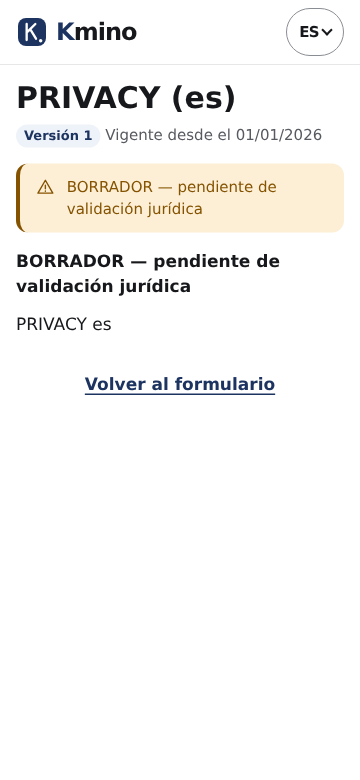 K. Kmino
ES
PRIVACY (es)
Versión 1 Vigente desde el 01/01/2026
BORRADOR — pendiente de
validación jurídica
BORRADOR — pendiente de
validación jurídica
PRIVACY es
Volver al formulario